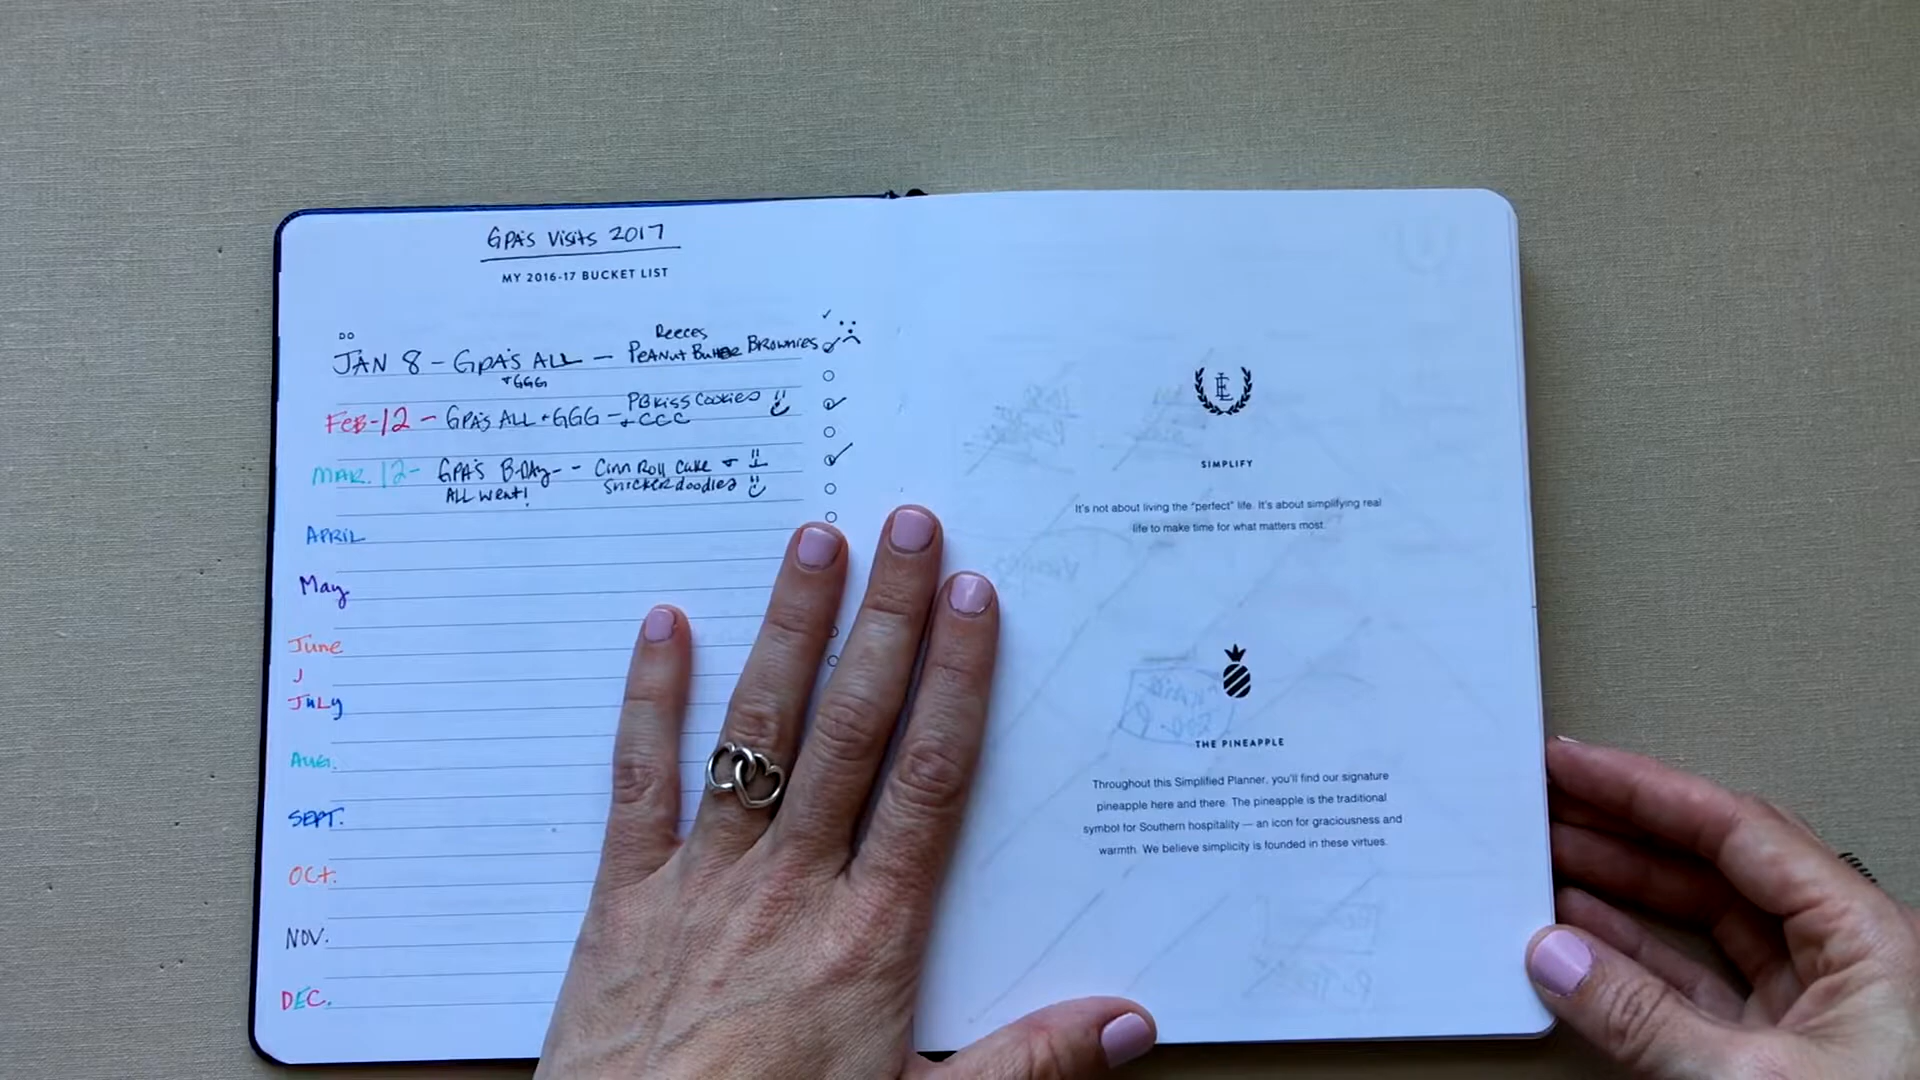 GPA's Visits 2017
MY 2016-17 BUCKET LIST
DO
Reeces
JAN 8 - GPA'S ALL - PEANUT Butter BROWNIES
+GGG
PB Kiss Cookies
FEB-12 - GPA'S ALL + GGG - + CCC
MAR. 12 - GPA'S B-DAY - - Cinn Roll Cake +
ALL Went! Snickerdoodles
APRIL
May
June
J
July
AUG.
SEPT.
OCT.
NOV.
DEC.
LE
SIMPLIFY
It's not about living the "perfect" life. It's about simplifying real
life to make time for what matters most.
THE PINEAPPLE
Throughout this Simplified Planner, you'll find our signature
pineapple here and there. The pineapple is the traditional
symbol for Southern hospitality — an icon for graciousness and
warmth. We believe simplicity is founded in these virtues.